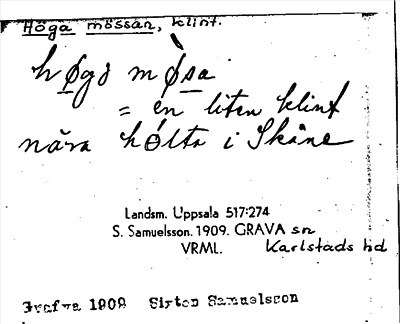 Höga mössan, klint.
høgə møsa
= en liten klint
nära hólta i Skåne
Landsm. Uppsala 517:274
S. Samuelsson. 1909. GRAVA sn
VRML. Karlstads hd
Grafva 1909 Sixten Samuelsson